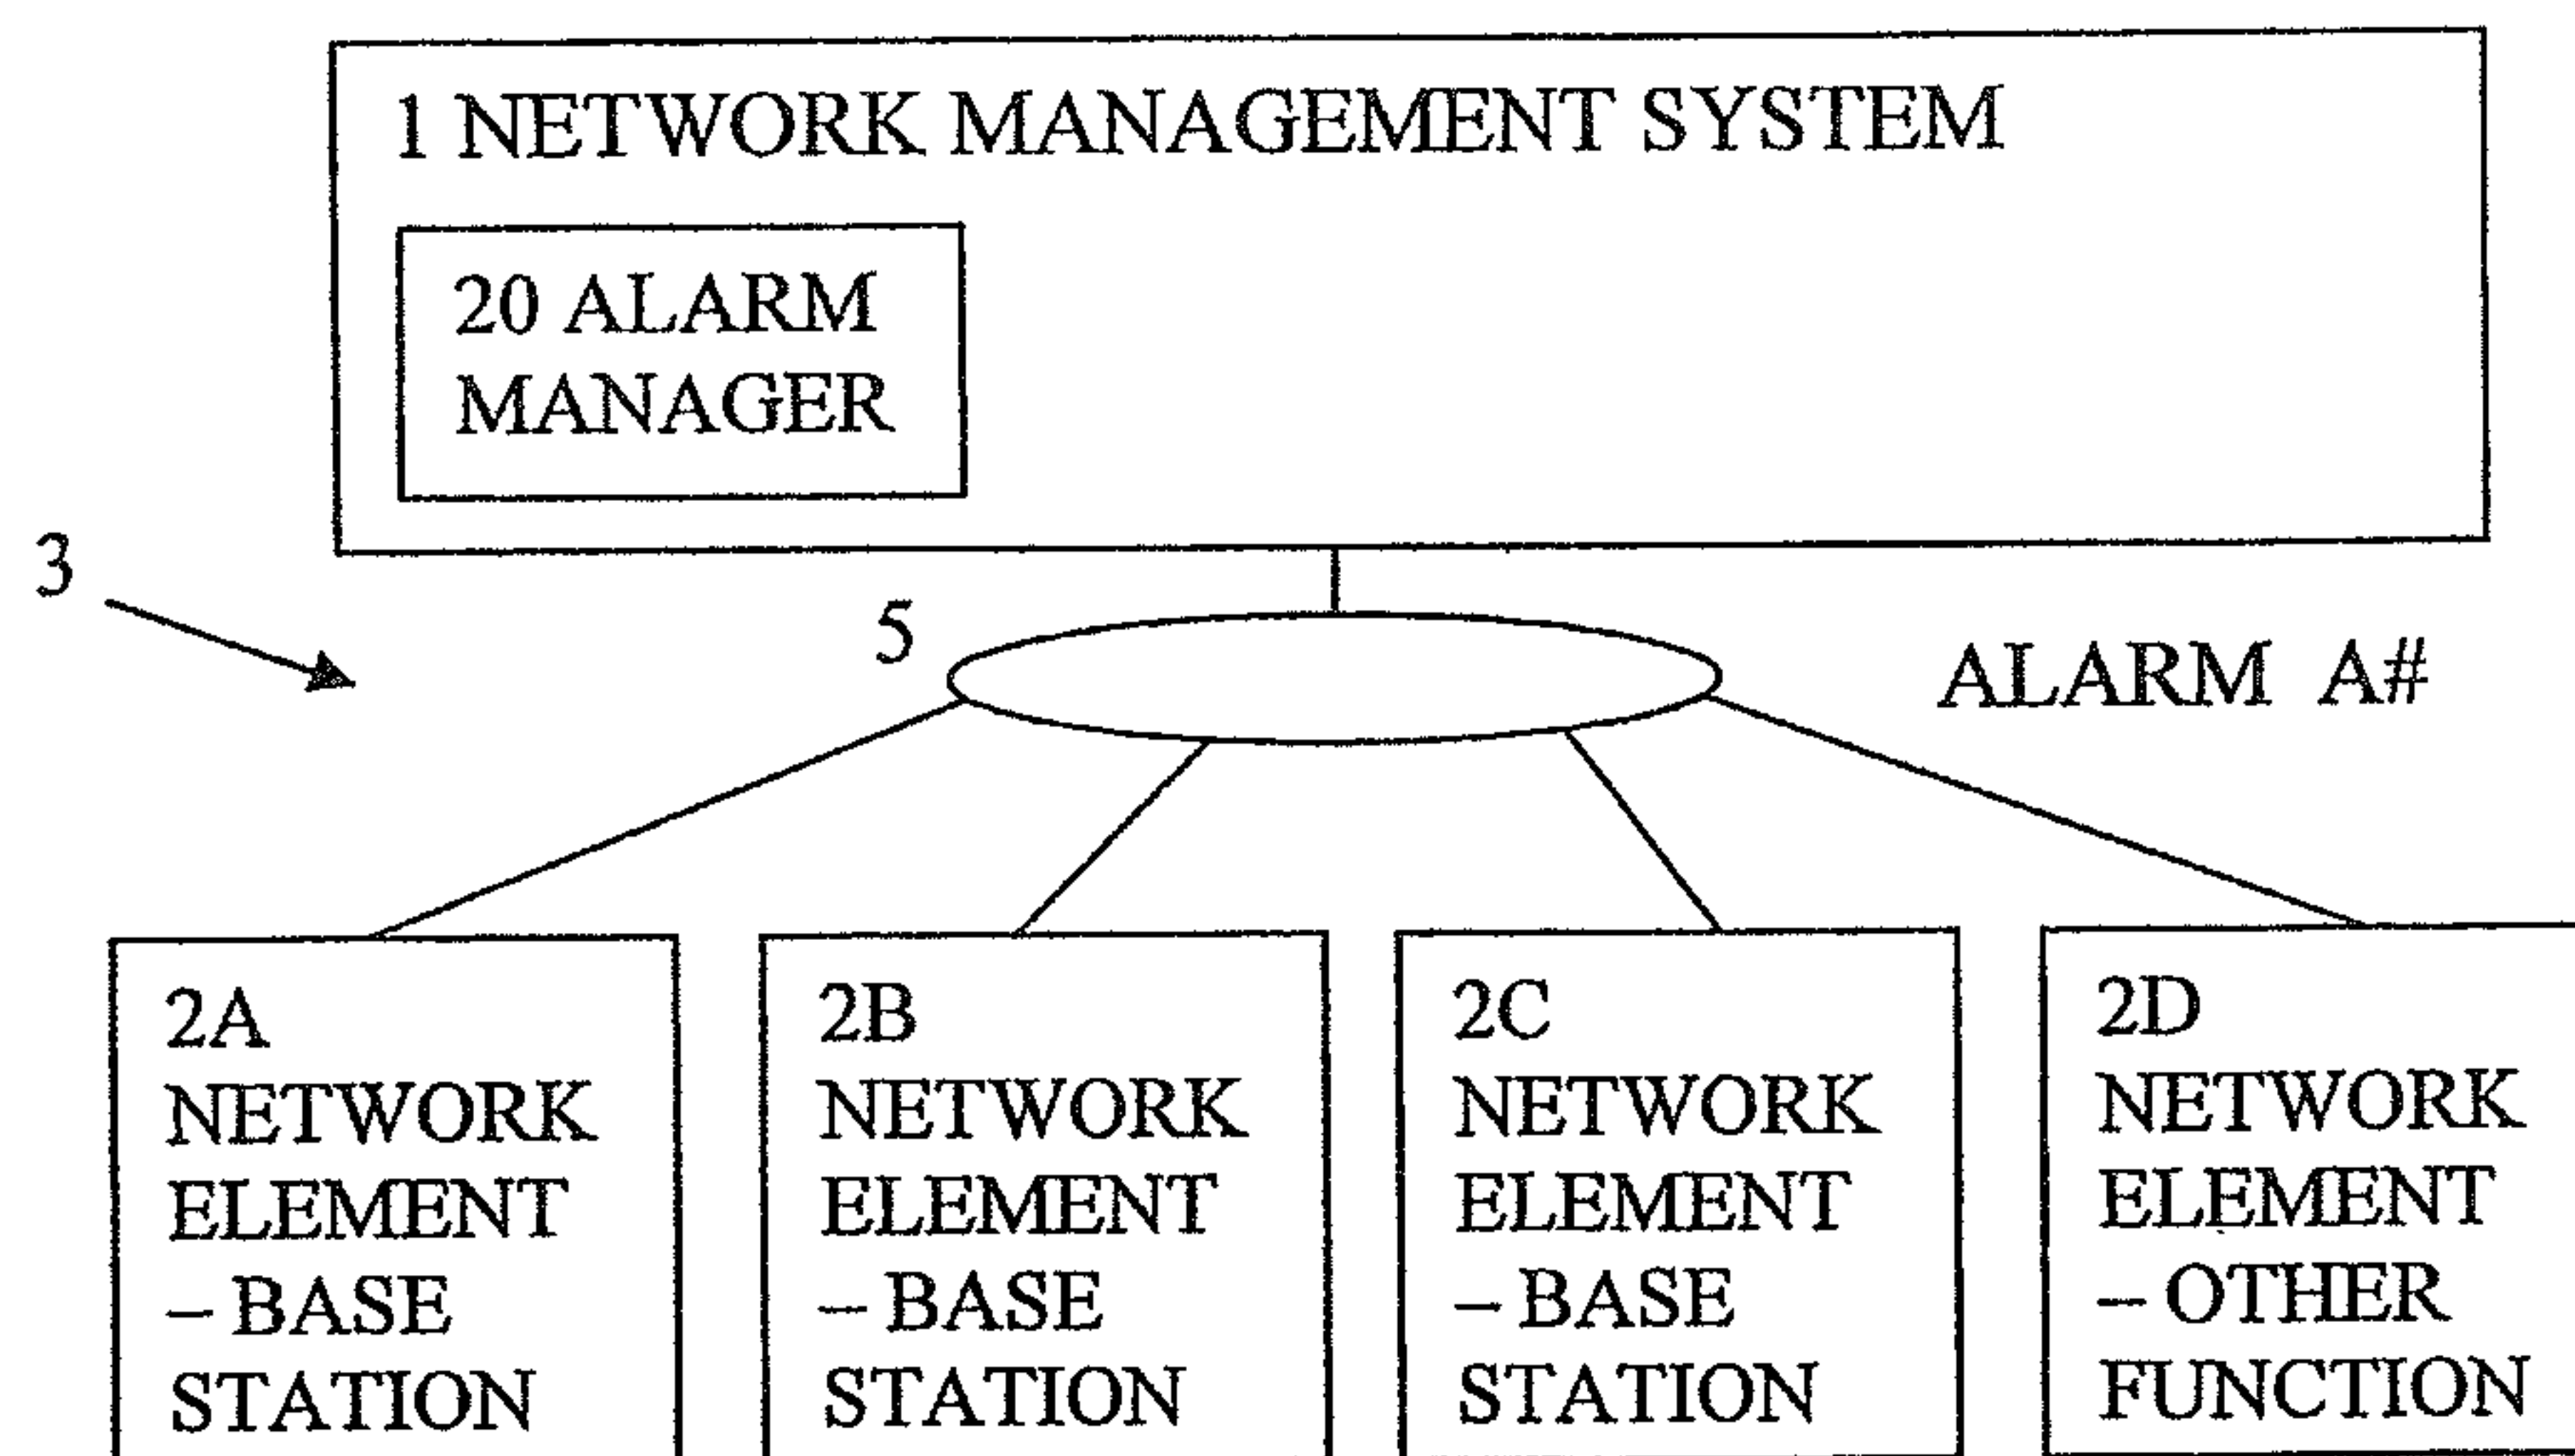 1 NETWORK MANAGEMENT SYSTEM
20 ALARM
MANAGER
3
5
ALARM A#
2A
NETWORK
ELEMENT
– BASE
STATION
2B
NETWORK
ELEMENT
– BASE
STATION
2C
NETWORK
ELEMENT
– BASE
STATION
2D
NETWORK
ELEMENT
– OTHER
FUNCTION